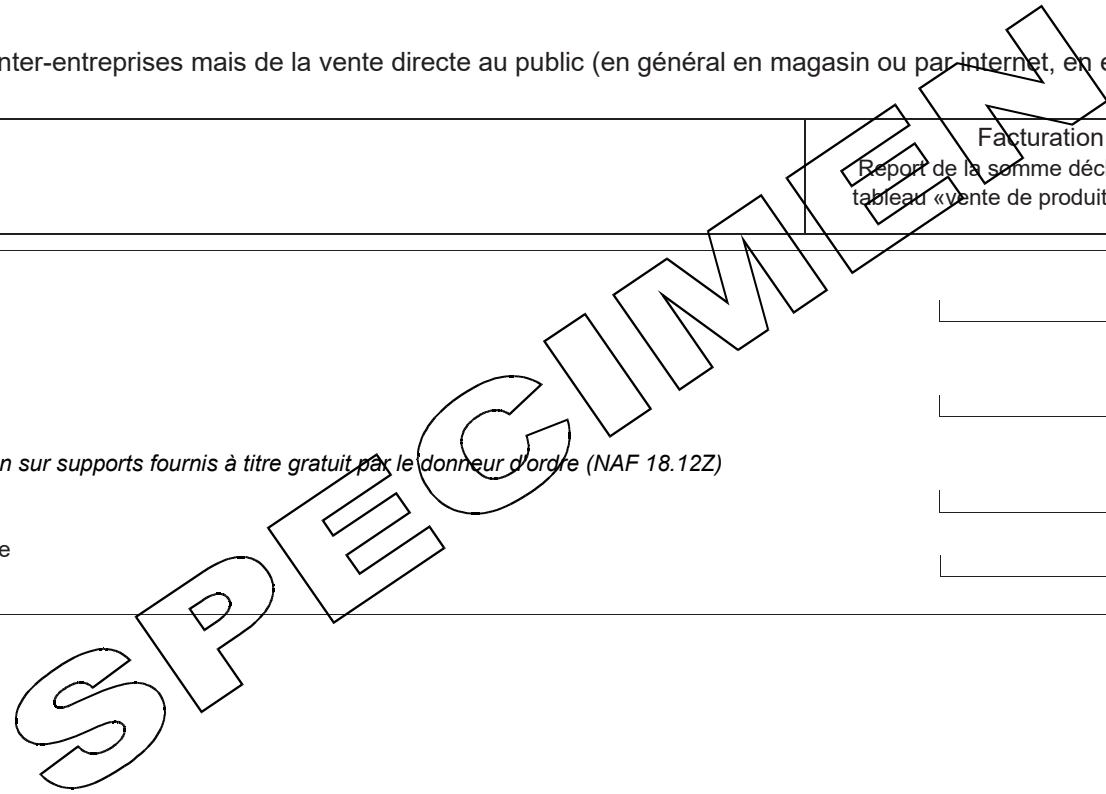 nter-entreprises mais de la vente directe au public (en général en magasin ou par internet, en e
Facturation
Report de la somme décl
tableau «vente de produit
n sur supports fournis à titre gratuit par le donneur d'ordre (NAF 18.12Z)
e
SPECIMEN